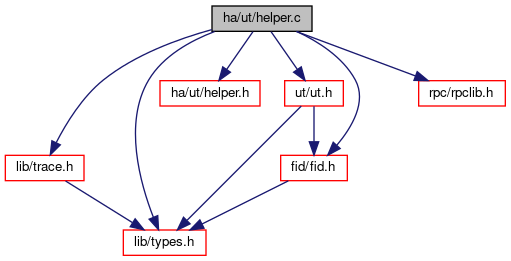 ha/ut/helper.c
ha/ut/helper.h
ut/ut.h
rpc/rpclib.h
lib/trace.h
fid/fid.h
lib/types.h